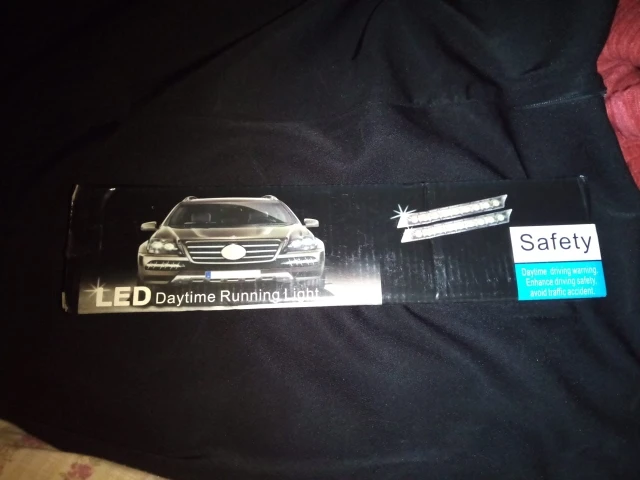 LED Daytime Running Light
Safety
Daytime driving warning.
Enhance driving safety,
avoid traffic accident.